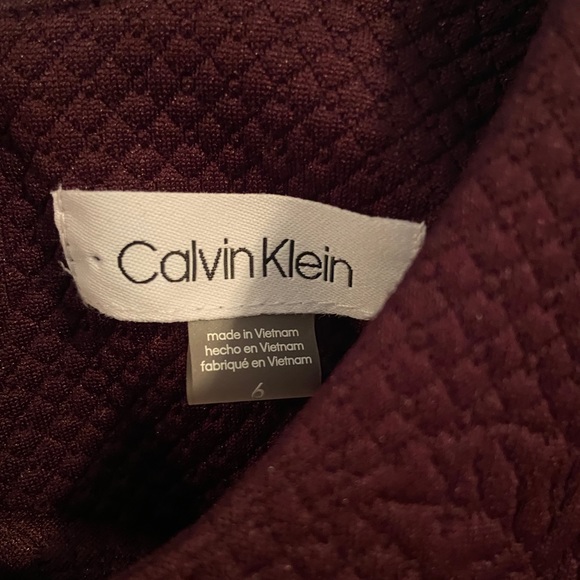 Calvin Klein
made in Vietnam
hecho en Vietnam
fabriqué en Vietnam
6